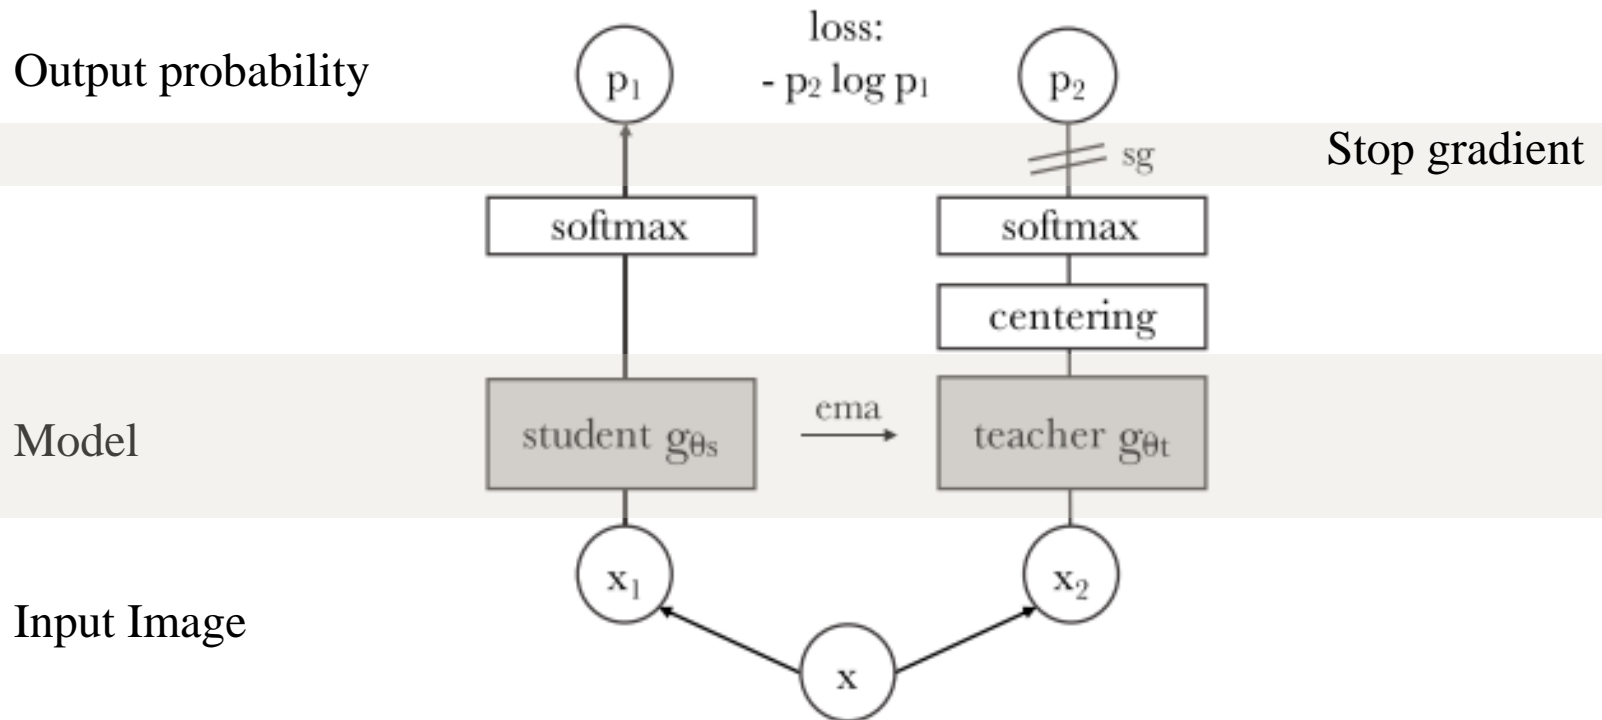 Output probability
p₁
loss:
- p₂ log p₁
p₂
sg
Stop gradient
softmax
softmax
centering
Model
student gθs
ema
teacher gθt
x₁
x₂
Input Image
x